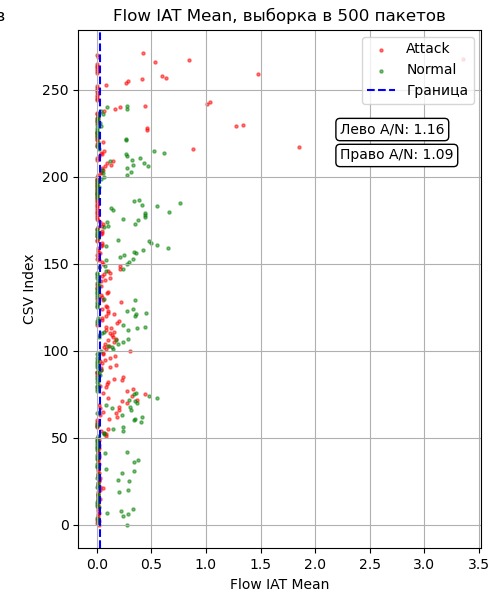 в
Flow IAT Mean, выборка в 500 пакетов
Attack
Normal
Граница
Лево A/N: 1.16
Право A/N: 1.09
CSV Index
250
200
150
100
50
0
0.0 0.5 1.0 1.5 2.0 2.5 3.0 3.5
Flow IAT Mean